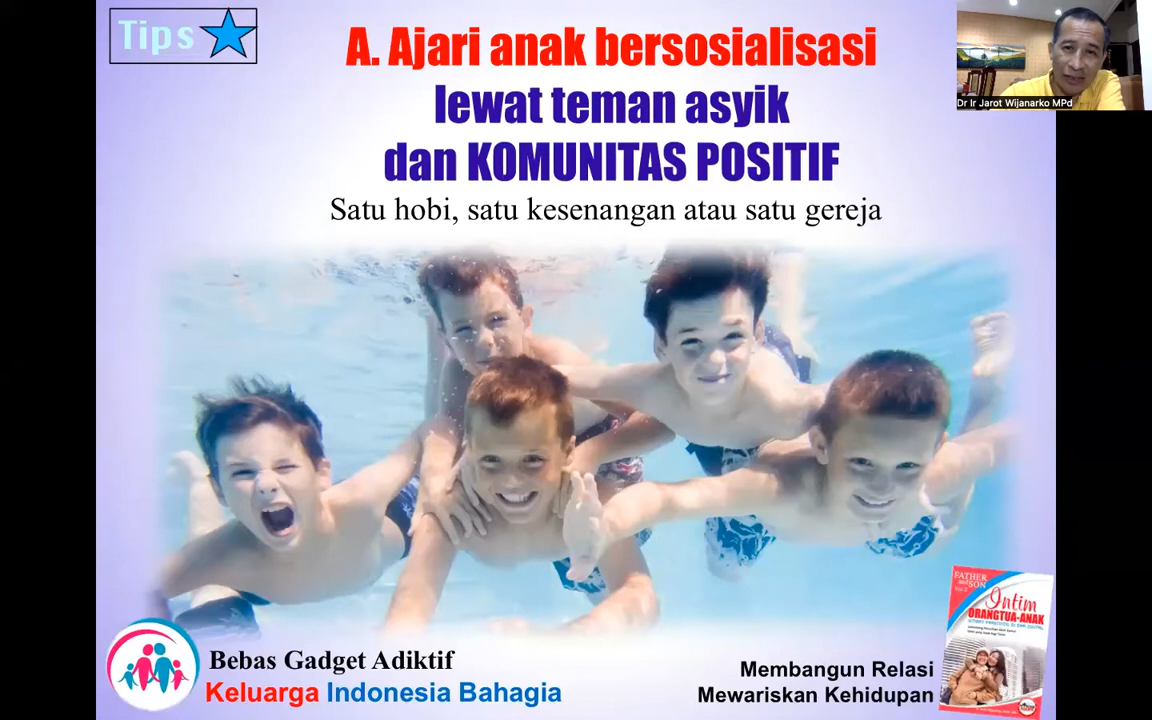 Tips
A. Ajari anak bersosialisasi
lewat teman asyik
dan KOMUNITAS POSITIF
Satu hobi, satu kesenangan atau satu gereja
Dr Ir Jarot Wijanarko MPd
Bebas Gadget Adiktif
Keluarga Indonesia Bahagia
Membangun Relasi
Mewariskan Kehidupan
FATHER
and SON
Intim
ORANGTUA-ANAK